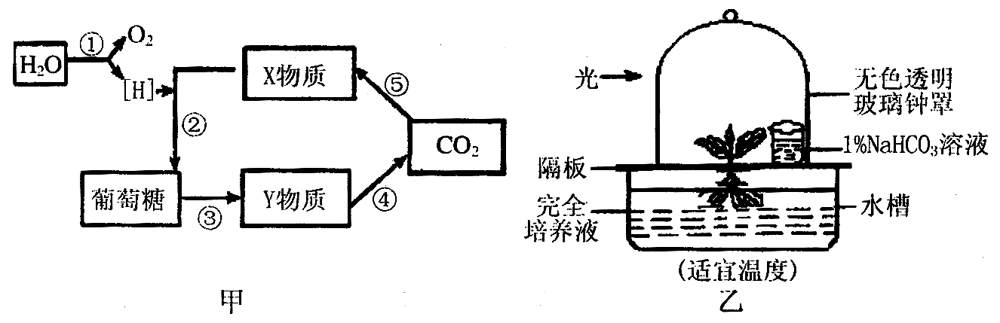 H₂O
①
O₂
[H]
②
X物质
⑤
CO₂
葡萄糖
③
Y物质
④
甲
光
无色透明
玻璃钟罩
1%NaHCO₃溶液
隔板
完全
培养液
水槽
(适宜温度)
乙